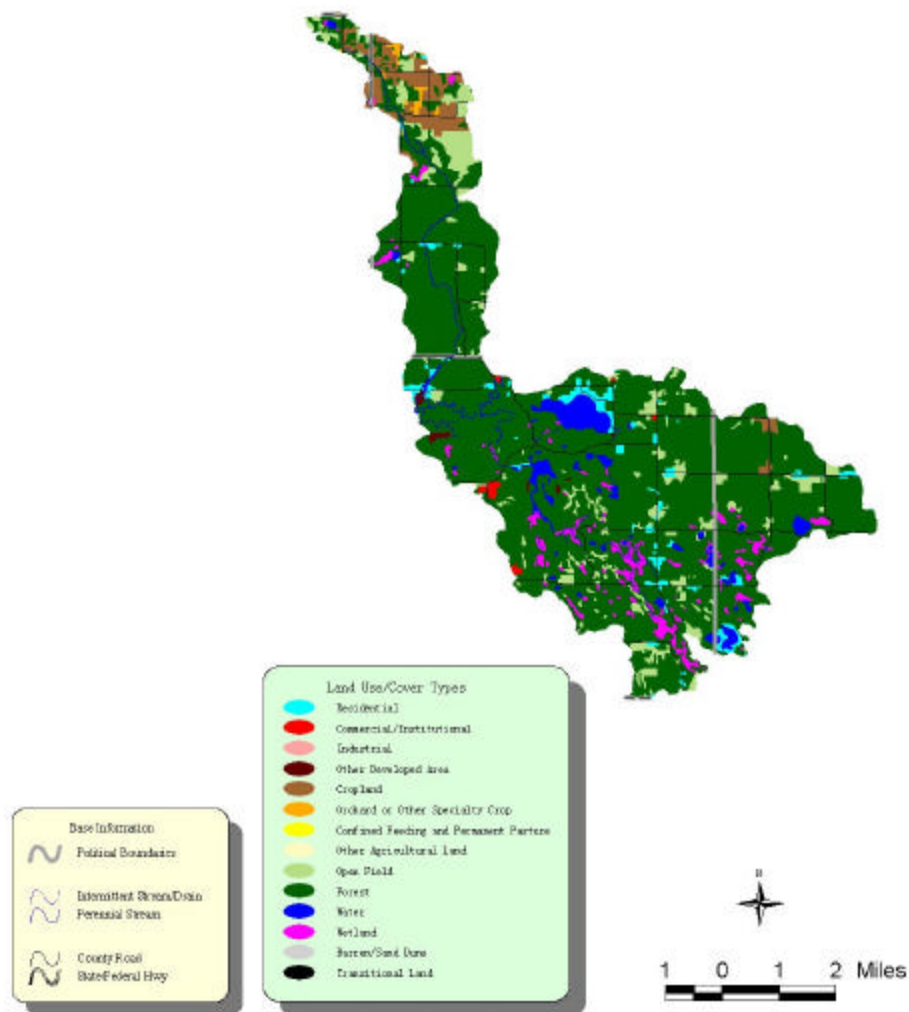 Land Use/Cover Types
Residential
Commercial/Institutional
Industrial
Other Developed Area
Cropland
Orchard or Other Specialty Crop
Confined Feeding and Permanent Parture
Other Agricultural Land
Open Field
Forest
Water
Wetland
Barren/Sand Dune
Transitional Land
Base Information
Political Boundaries
Intermittent Stream/Drain
Perennial Stream
County Road
State/Federal Hwy
N
1 0 1 2 Miles